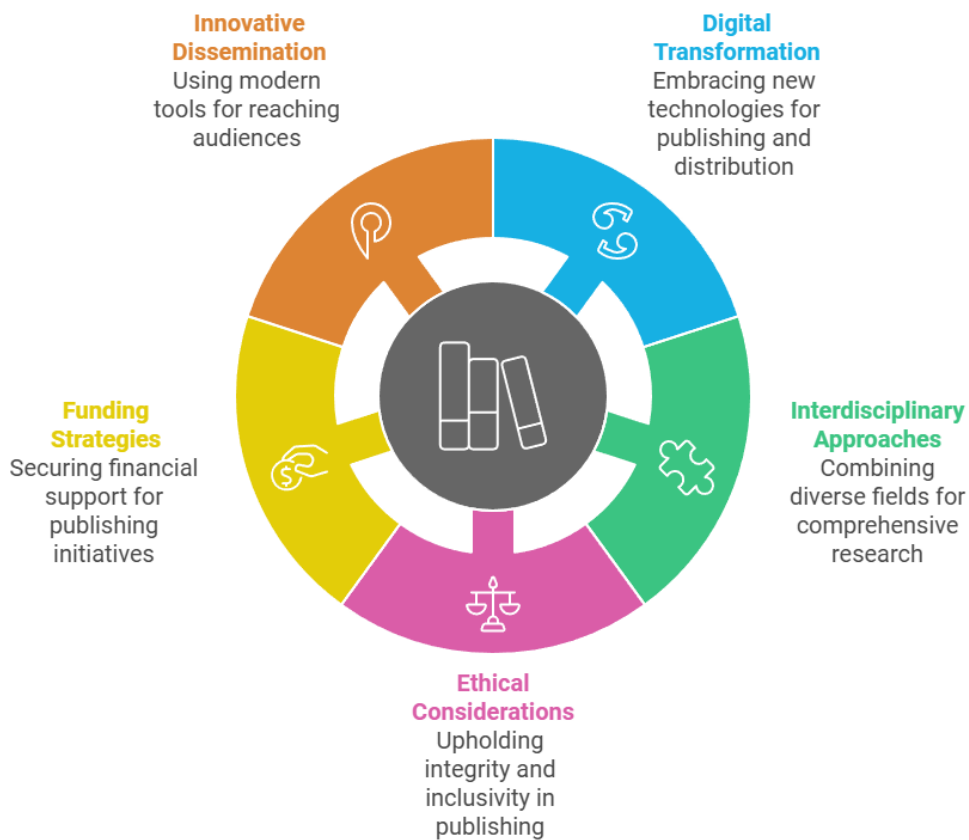 Innovative
Dissemination
Using modern
tools for reaching
audiences
Digital
Transformation
Embracing new
technologies for
publishing and
distribution
Funding
Strategies
Securing financial
support for
publishing
initiatives
Interdisciplinary
Approaches
Combining
diverse fields for
comprehensive
research
$
Ethical
Considerations
Upholding
integrity and
inclusivity in
publishing